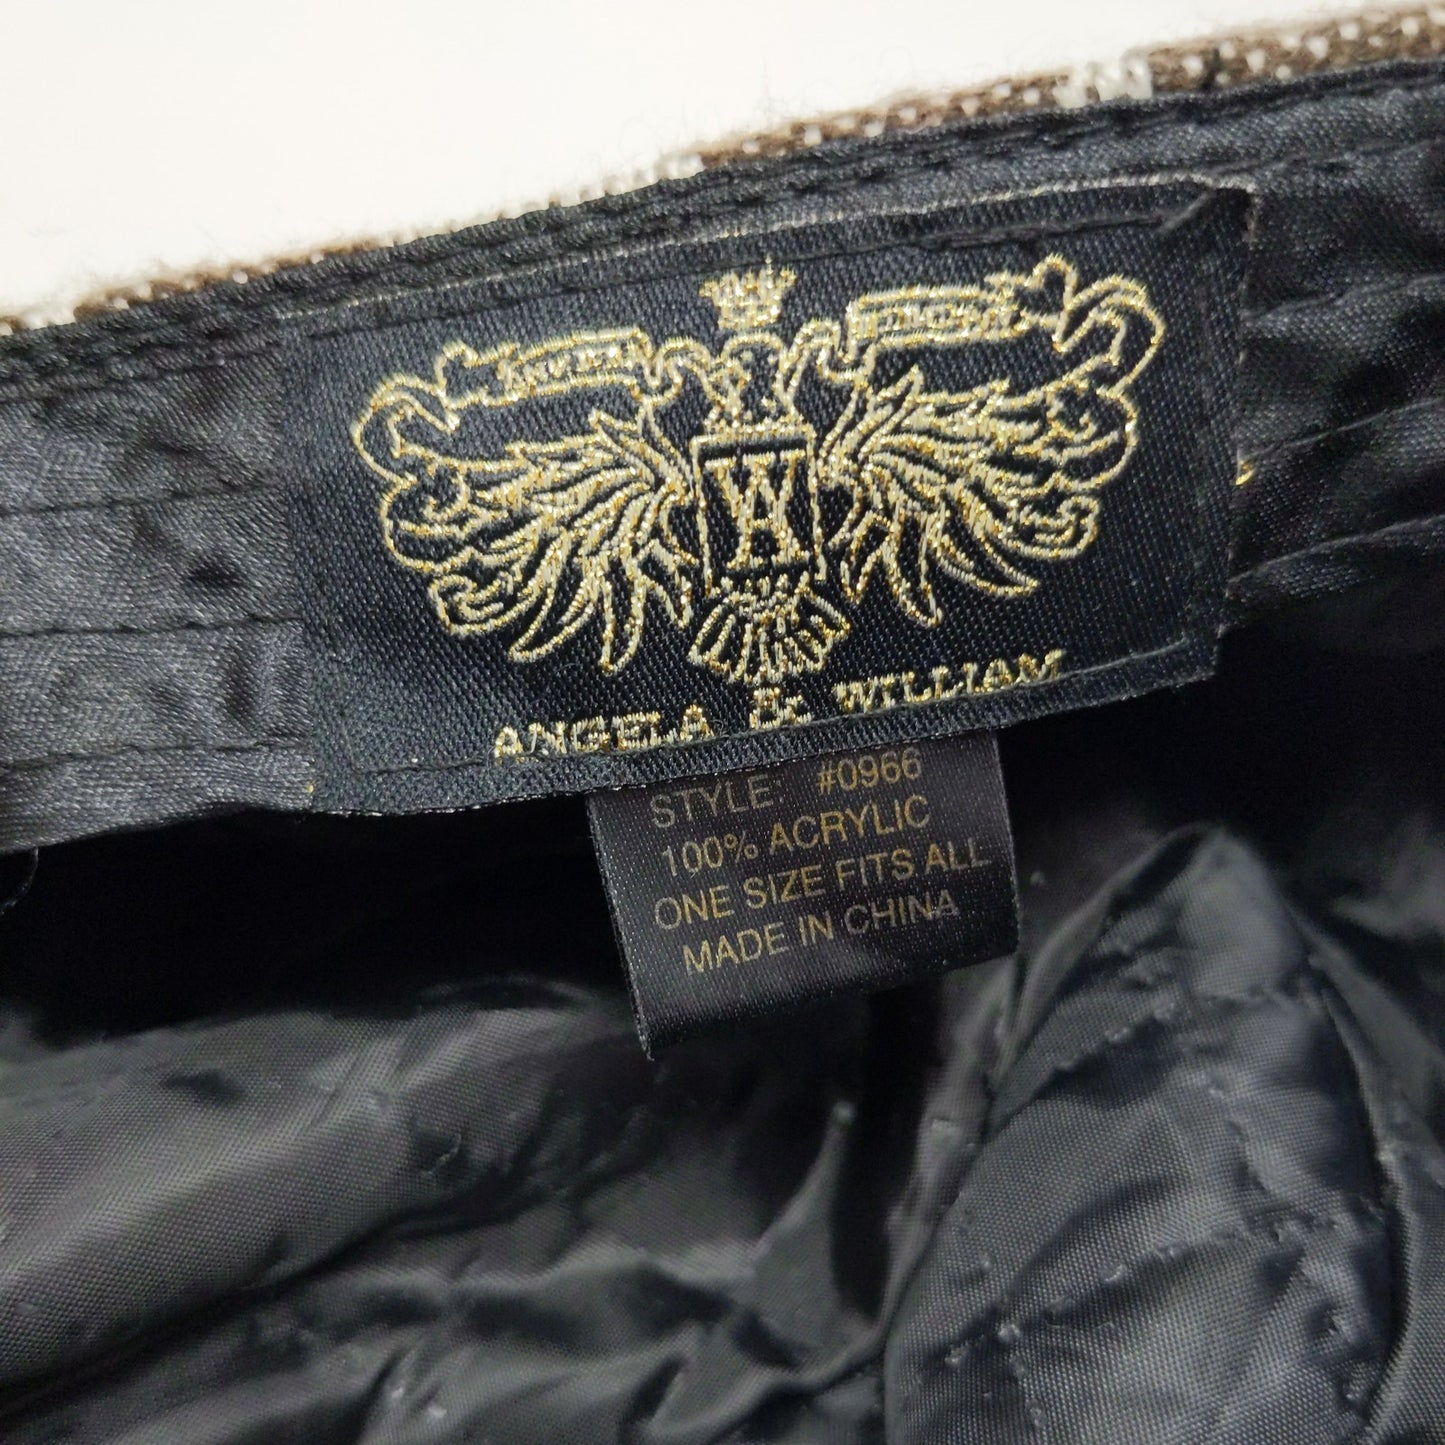 ANGELA & WILLIAM
STYLE: #0966
100% ACRYLIC
ONE SIZE FITS ALL
MADE IN CHINA